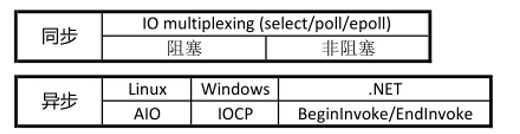 同步
IO multiplexing (select/poll/epoll)
阻塞 非阻塞
异步
Linux Windows .NET
AIO IOCP BeginInvoke/EndInvoke